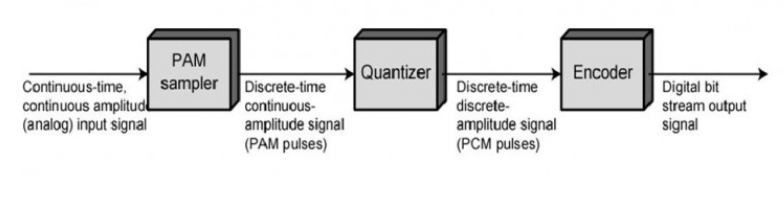 PAM
sampler
Quantizer
Encoder
Continuous-time,
continuous amplitude
(analog) input signal
Discrete-time
continuous-
amplitude signal
(PAM pulses)
Discrete-time
discrete-
amplitude signal
(PCM pulses)
Digital bit
stream output
signal